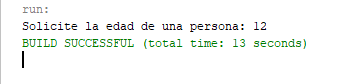 run:
Solicite la edad de una persona: 12
BUILD SUCCESSFUL (total time: 13 seconds)